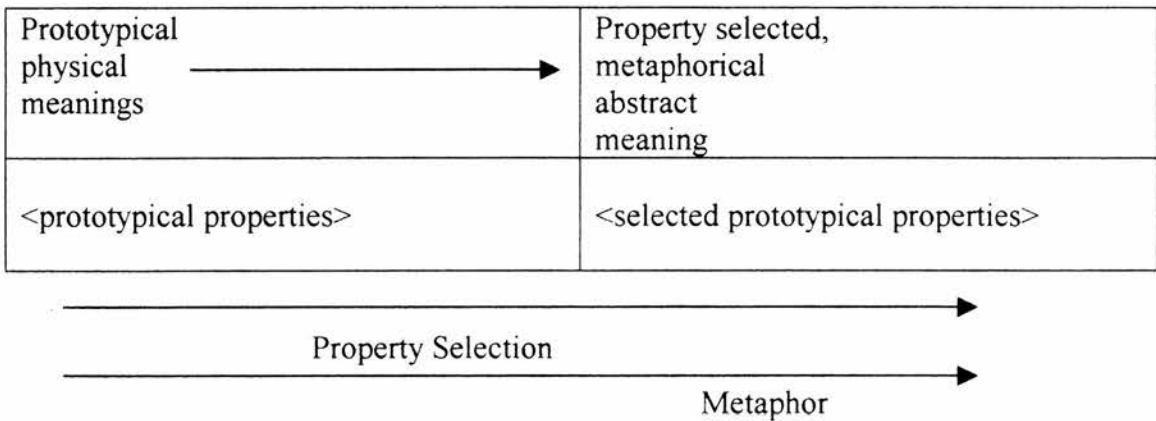 Prototypical
physical
meanings
Property selected,
metaphorical
abstract
meaning
<prototypical properties>
<selected prototypical properties>
Property Selection
Metaphor